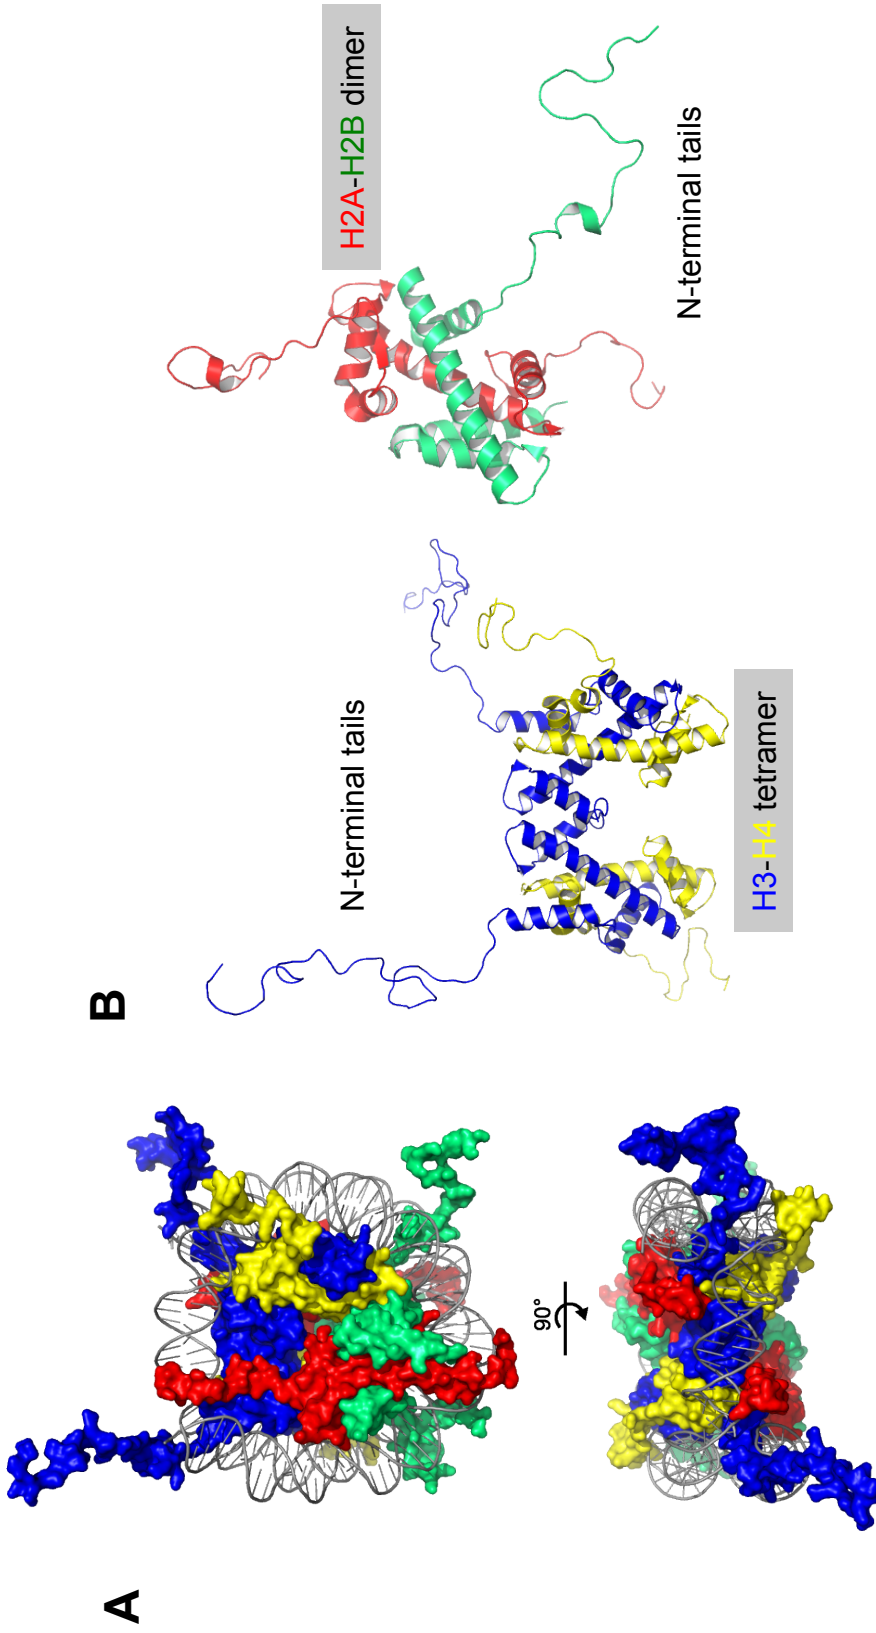 A
90°
B
N-terminal tails
H3-H4 tetramer
H2A-H2B dimer
N-terminal tails